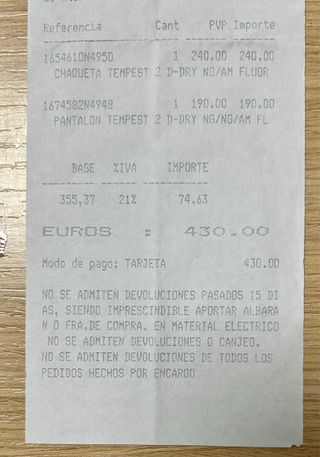 Referencia Cant PVP Importe
1654610N4950 1 240.00 240.00
CHAQUETA TEMPEST 2 D-DRY NG/AM FLUOR
1674582N4948 1 190.00 190.00
PANTALON TEMPEST 2 D-DRY NG/NG/AM FL
BASE %IVA IMPORTE
355,37 21% 74.63
EUROS : 430.00
Modo de pago: TARJETA 430.00
NO SE ADMITEN DEVOLUCIONES PASADOS 15 DI
AS, SIENDO IMPRESCINDIBLE APORTAR ALBARA
N O FRA.DE COMPRA. EN MATERIAL ELECTRICO
NO SE ADMITEN DEVOLUCIONES O CANJEO.
NO SE ADMITEN DEVOLUCIONES DE TODOS LOS
PEDIDOS HECHOS POR ENCARGO